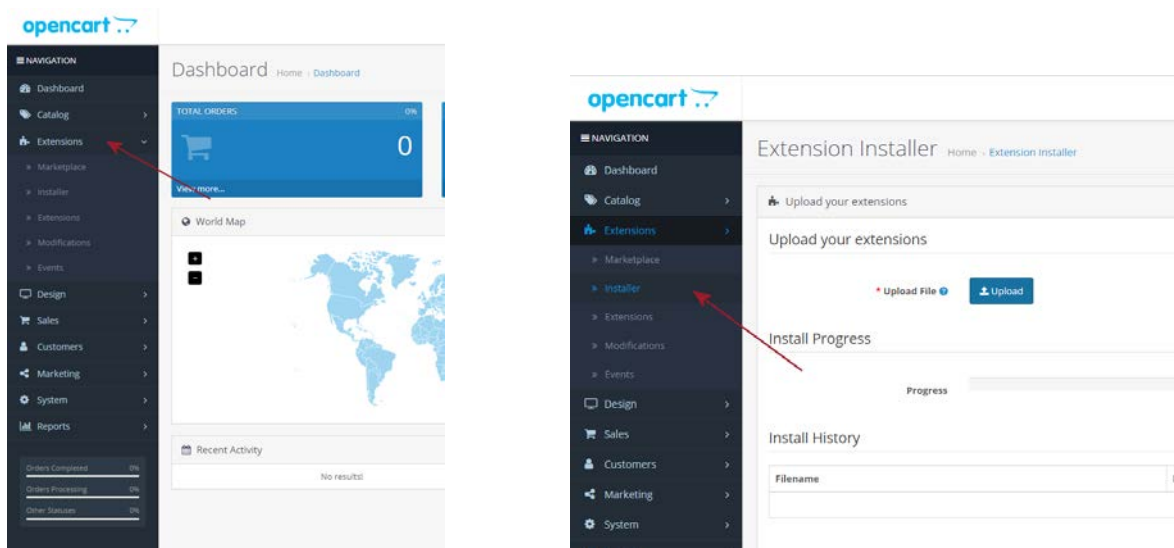 opencart
NAVIGATION
Dashboard
Catalog
Extensions
» Marketplace
» Installer
» Extensions
» Modifications
» Events
Design
Sales
Customers
Marketing
System
Reports
Orders Completed 0%
Orders Processing 0%
Other Statuses 0%
Dashboard Home › Dashboard
TOTAL ORDERS 0%
0
View more...
World Map
+
-
Recent Activity
No results!
opencart
NAVIGATION
Dashboard
Catalog
Extensions
» Marketplace
» Installer
» Extensions
» Modifications
» Events
Design
Sales
Customers
Marketing
System
Extension Installer Home › Extension Installer
Upload your extensions
Upload your extensions
* Upload File ? Upload
Install Progress
Progress
Install History
Filename